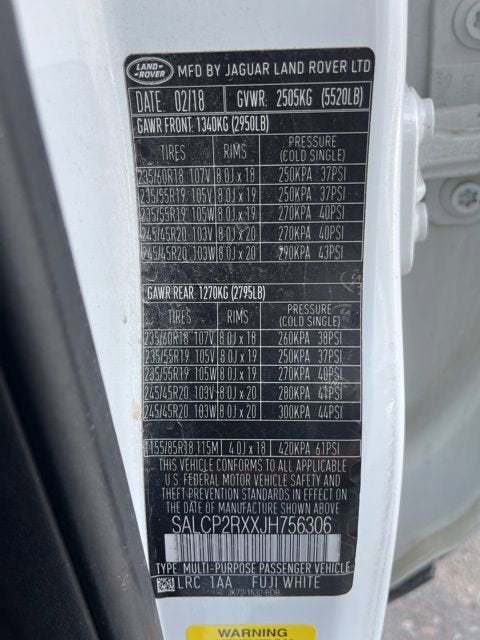 LAND-ROVER
MFD BY JAGUAR LAND ROVER LTD
DATE: 02/18 GVWR: 2505KG (5520LB)
GAWR FRONT: 1340KG (2950LB)
TIRES RIMS PRESSURE (COLD SINGLE)
235/60R18 107V 8.0J x 18 250KPA 37PSI
235/55R19 105V 8.0J x 19 250KPA 37PSI
235/55R19 105W 8.0J x 19 270KPA 40PSI
245/45R20 103V 8.0J x 20 270KPA 40PSI
245/45R20 103W 8.0J x 20 290KPA 43PSI
GAWR REAR: 1270KG (2795LB)
TIRES RIMS PRESSURE (COLD SINGLE)
235/60R18 107V 8.0J x 18 260KPA 38PSI
235/55R19 105V 8.0J x 19 250KPA 37PSI
235/55R19 105W 8.0J x 19 270KPA 40PSI
245/45R20 103V 8.0J x 20 280KPA 41PSI
245/45R20 103W 8.0J x 20 300KPA 44PSI
T155/85R18 115M 4.0J x 18 420KPA 61PSI
THIS VEHICLE CONFORMS TO ALL APPLICABLE
U.S FEDERAL MOTOR VEHICLE SAFETY STANDARDS
IN EFFECT ON THE DATE OF MANUFACTURE SHOWN ABOVE
SALCP2RXXJH756306
TYPE: MULTI-PURPOSE PASSENGER VEHICLE
LRC: 1AA FUJI WHITE
JK72-1532-BDB
WARNING